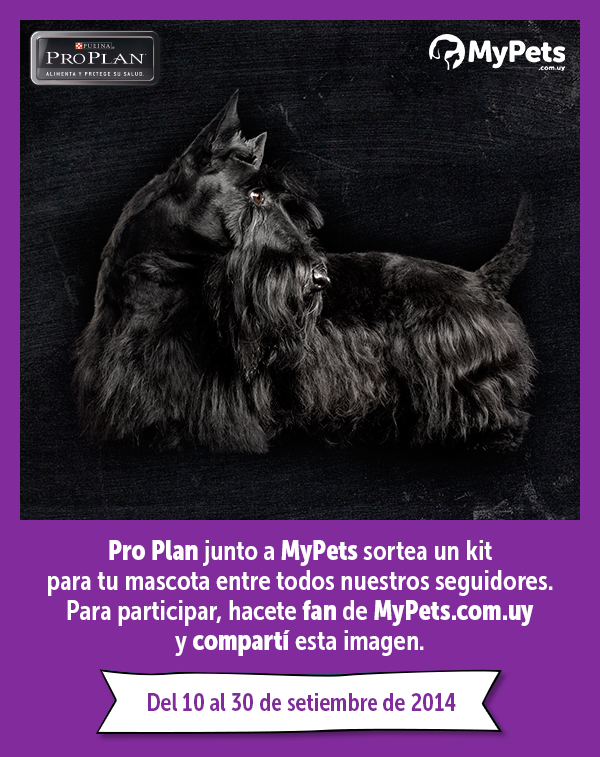 PURINA
PROPLAN
ALIMENTA Y PROTEGE SU SALUD.
MyPets
.com.uy
Pro Plan junto a MyPets sortea un kit
para tu mascota entre todos nuestros seguidores.
Para participar, hacete fan de MyPets.com.uy
y compartí esta imagen.
Del 10 al 30 de setiembre de 2014